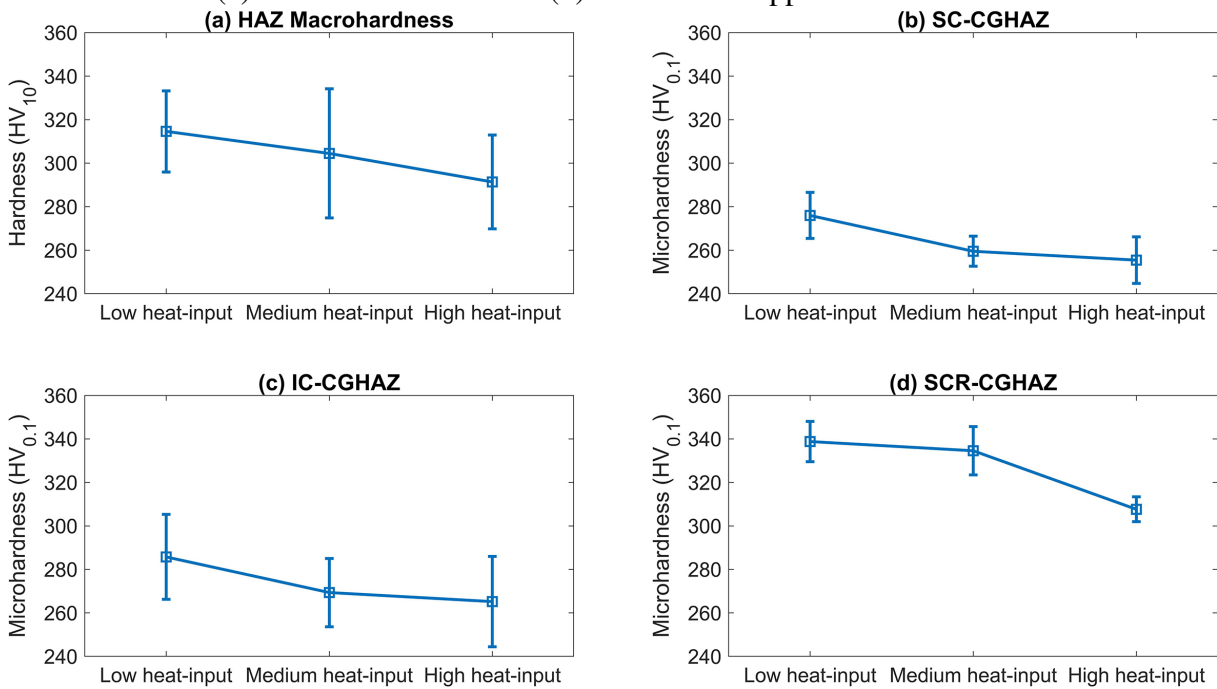 (a) HAZ Macrohardness
Hardness (HV10)
360
340
320
300
280
260
240
Low heat-input Medium heat-input High heat-input
(b) SC-CGHAZ
Microhardness (HV0.1)
360
340
320
300
280
260
240
Low heat-input Medium heat-input High heat-input
(c) IC-CGHAZ
Microhardness (HV0.1)
360
340
320
300
280
260
240
Low heat-input Medium heat-input High heat-input
(d) SCR-CGHAZ
Microhardness (HV0.1)
360
340
320
300
280
260
240
Low heat-input Medium heat-input High heat-input